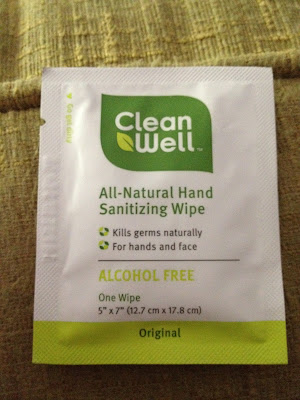 Clean
Well™
All-Natural Hand
Sanitizing Wipe
Kills germs naturally
For hands and face
ALCOHOL FREE
One Wipe
5" x 7" (12.7 cm x 17.8 cm)
Original